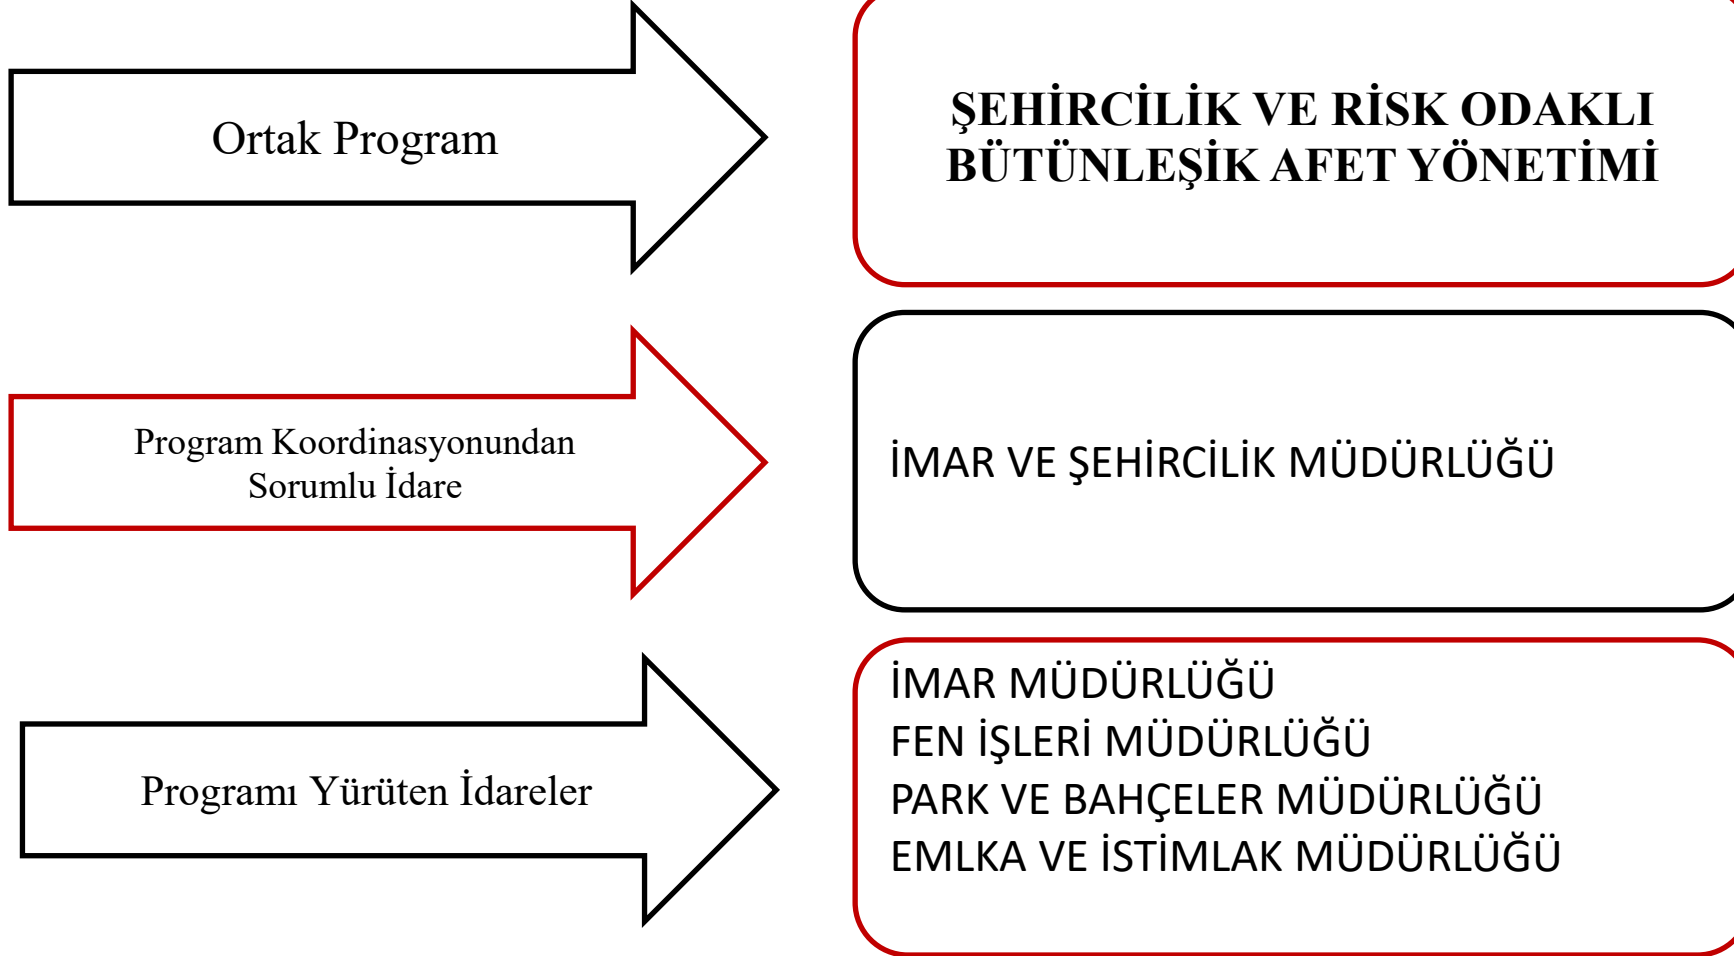 Ortak Program
ŞEHİRCİLİK VE RİSK ODAKLI
BÜTÜNLEŞİK AFET YÖNETİMİ
Program Koordinasyonundan
Sorumlu İdare
İMAR VE ŞEHİRCİLİK MÜDÜRLÜĞÜ
Programı Yürüten İdareler
İMAR MÜDÜRLÜĞÜ
FEN İŞLERİ MÜDÜRLÜĞÜ
PARK VE BAHÇELER MÜDÜRLÜĞÜ
EMLKA VE İSTİMLAK MÜDÜRLÜĞÜ